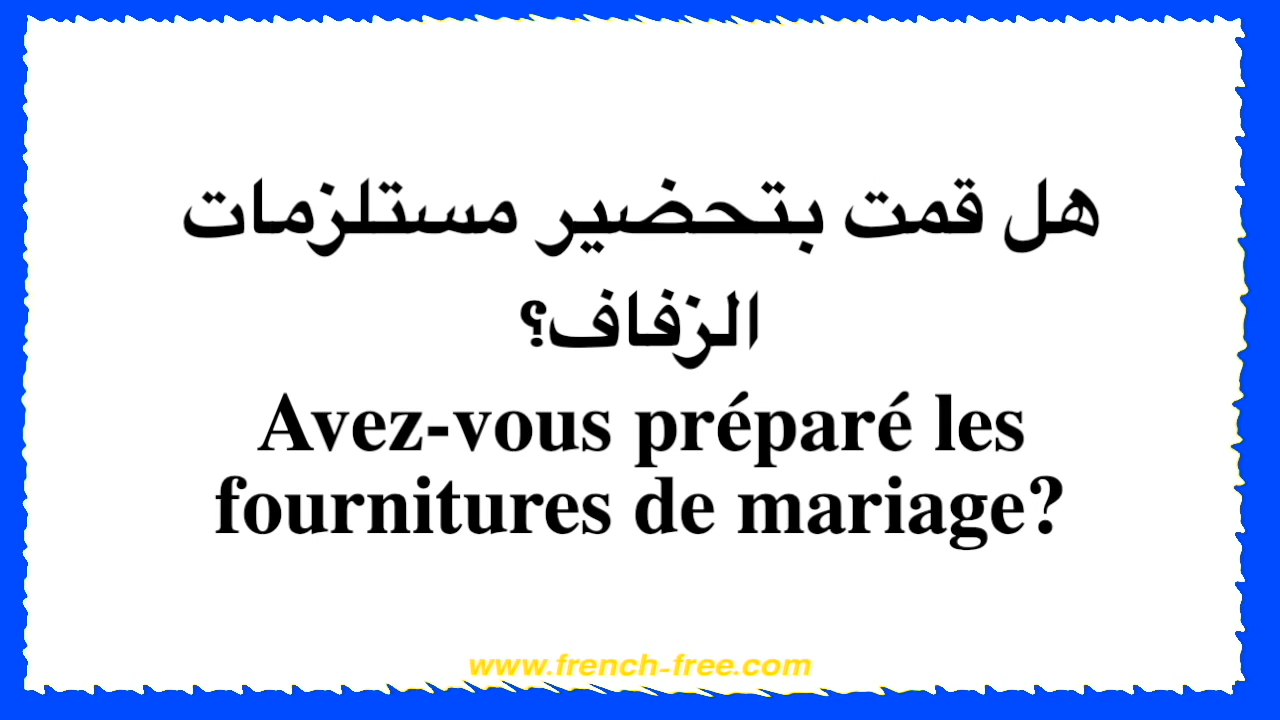 هل قمت بتحضير مستلزمات
الزفاف؟
Avez-vous préparé les
fournitures de mariage?
www.french-free.com